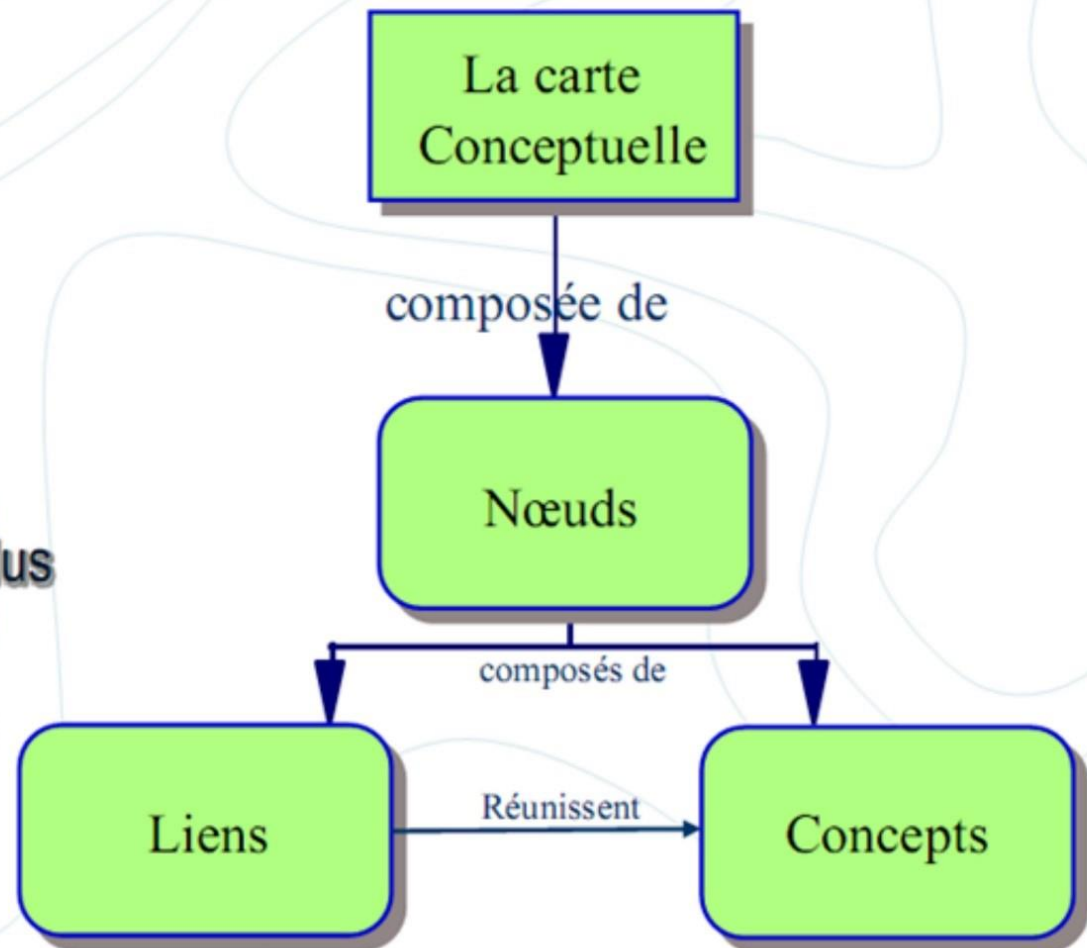 La carte
Conceptuelle
composée de
Nœuds
composés de
Liens
Réunissent
Concepts